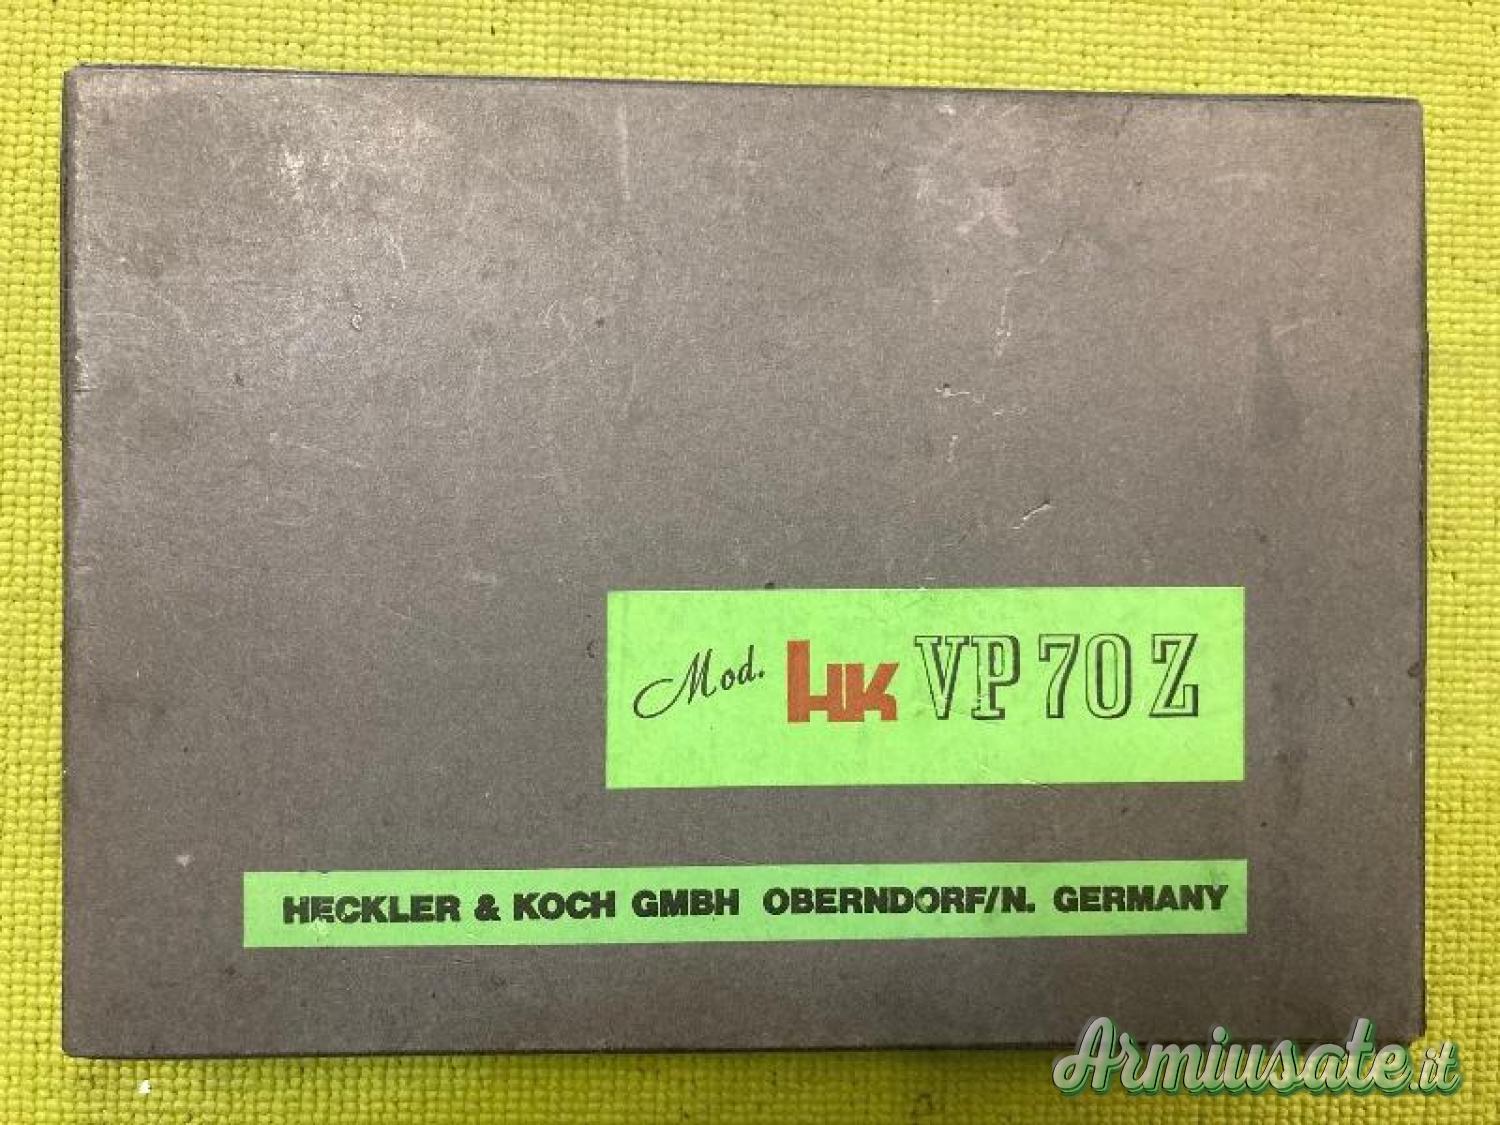 Mod. HK VP70Z
HECKLER & KOCH GMBH OBERNDORF/N. GERMANY
Armiusate.it